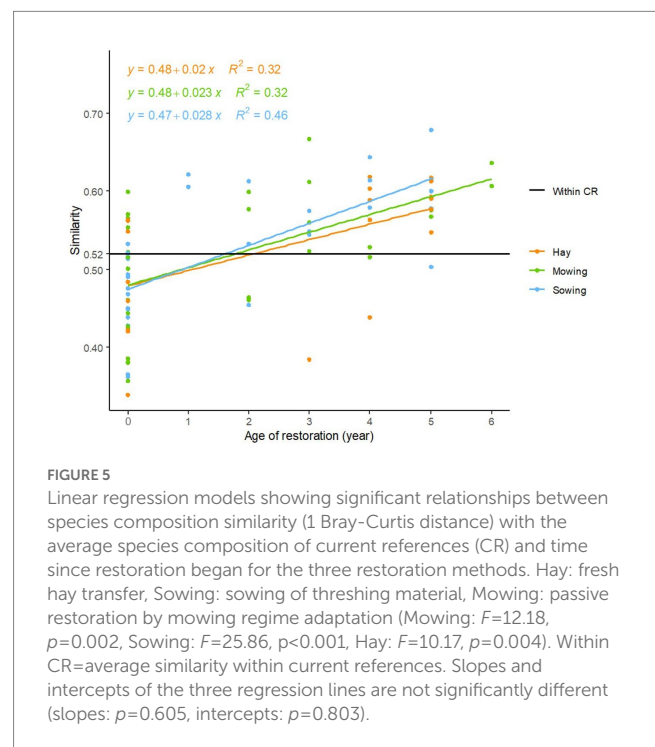 y = 0.48+0.02 x R² = 0.32
y = 0.48+0.023 x R² = 0.32
y = 0.47+0.028 x R² = 0.46
0.70
0.60
0.52
0.50
0.40
Similarity
0 1 2 3 4 5 6
Age of restoration (year)
Within CR
Hay
Mowing
Sowing
FIGURE 5
Linear regression models showing significant relationships between
species composition similarity (1 Bray-Curtis distance) with the
average species composition of current references (CR) and time
since restoration began for the three restoration methods. Hay: fresh
hay transfer, Sowing: sowing of threshing material, Mowing: passive
restoration by mowing regime adaptation (Mowing: F=12.18,
p=0.002, Sowing: F=25.86, p<0.001, Hay: F=10.17, p=0.004). Within
CR=average similarity within current references. Slopes and
intercepts of the three regression lines are not significantly different
(slopes: p=0.605, intercepts: p=0.803).